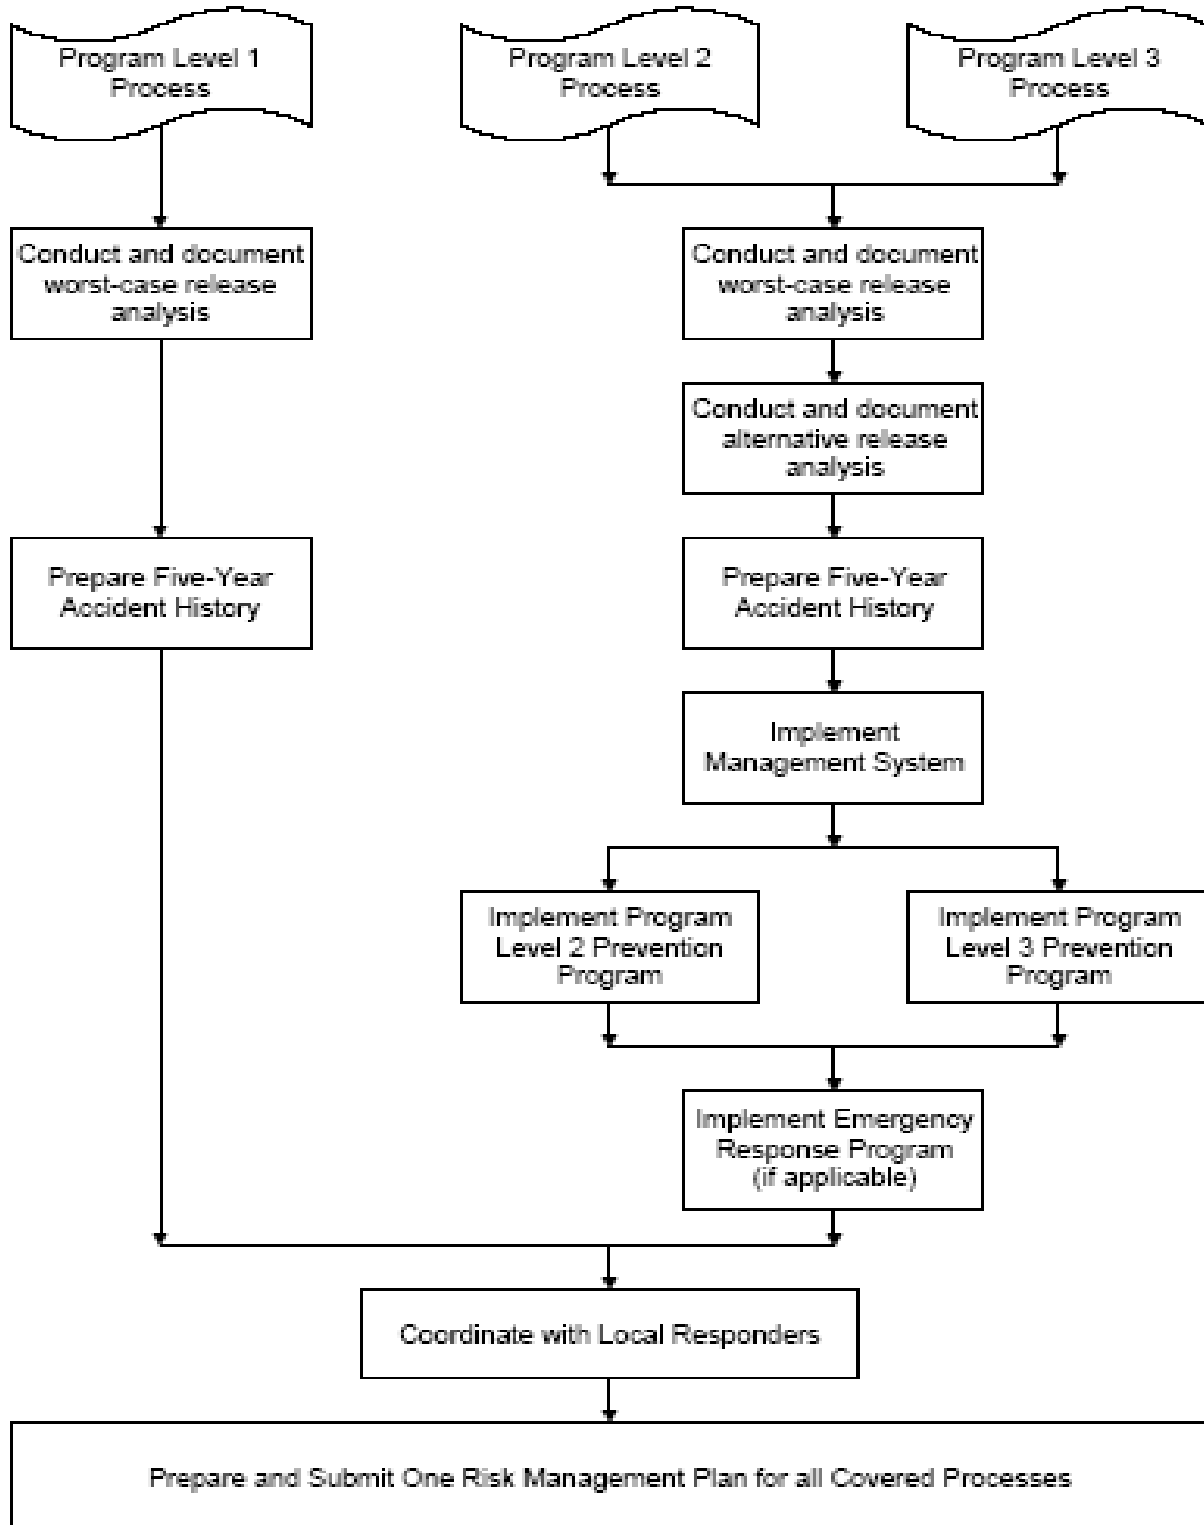 Program Level 1
Process
Program Level 2
Process
Program Level 3
Process
Conduct and document
worst-case release
analysis
Conduct and document
worst-case release
analysis
Conduct and document
alternative release
analysis
Prepare Five-Year
Accident History
Prepare Five-Year
Accident History
Implement
Management System
Implement Program
Level 2 Prevention
Program
Implement Program
Level 3 Prevention
Program
Implement Emergency
Response Program
(if applicable)
Coordinate with Local Responders
Prepare and Submit One Risk Management Plan for all Covered Processes